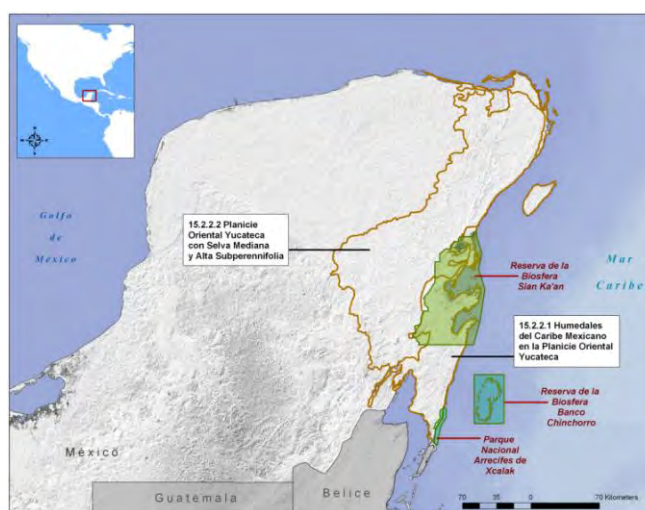 Golfo
de
México
15.2.2.2 Planicie
Oriental Yucateca
con Selva Mediana
y Alta Subperennifolia
Reserva de la
Biosfera
Sian Ka'an
Mar
Caribe
15.2.2.1 Humedales
del Caribe Mexicano
en la Planicie Oriental
Yucateca
Reserva de la
Biosfera
Banco
Chinchorro
Parque
Nacional
Arrecifes de
Xcalak
México
Guatemala
Belice
70 35 0 70 Kilometers